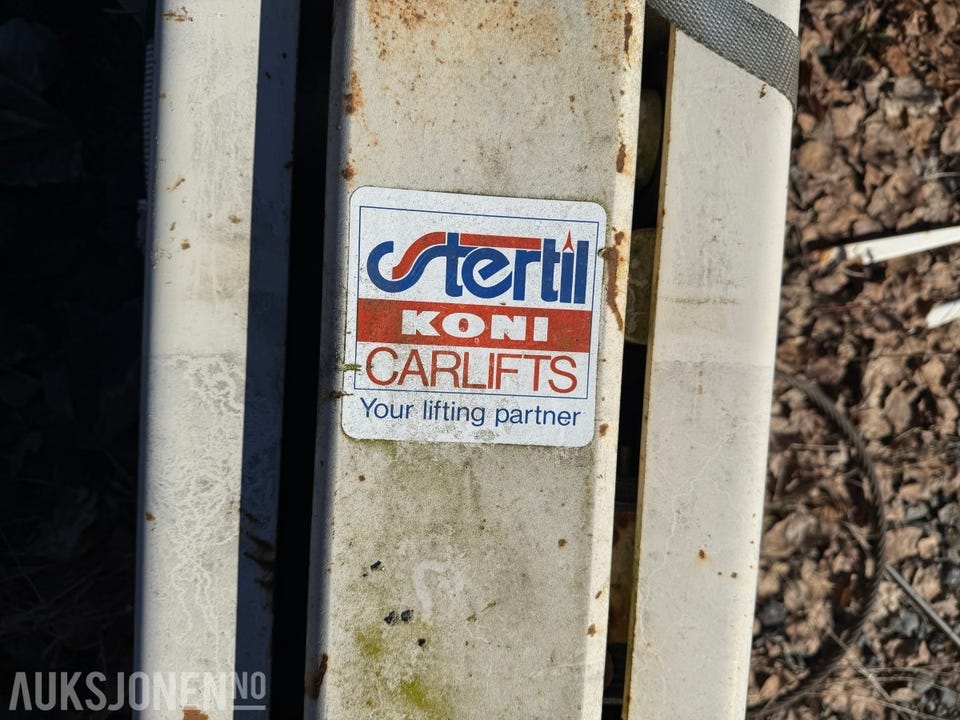 Stertil
KONI
CARLIFTS
Your lifting partner
AUKSJONEN NO